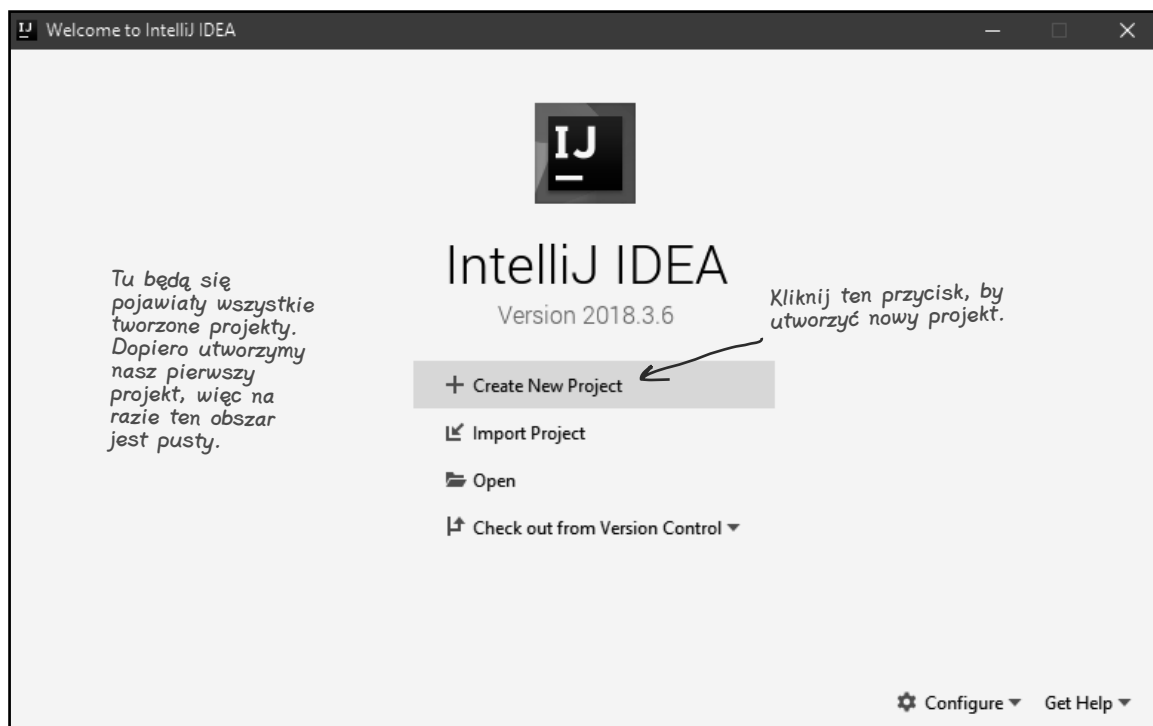 IJ Welcome to IntelliJ IDEA
IJ
IntelliJ IDEA
Version 2018.3.6
Tu będą się
pojawiały wszystkie
tworzone projekty.
Dopiero utworzymy
nasz pierwszy
projekt, więc na
razie ten obszar
jest pusty.
Kliknij ten przycisk, by
utworzyć nowy projekt.
Create New Project
Import Project
Open
Check out from Version Control
Configure
Get Help